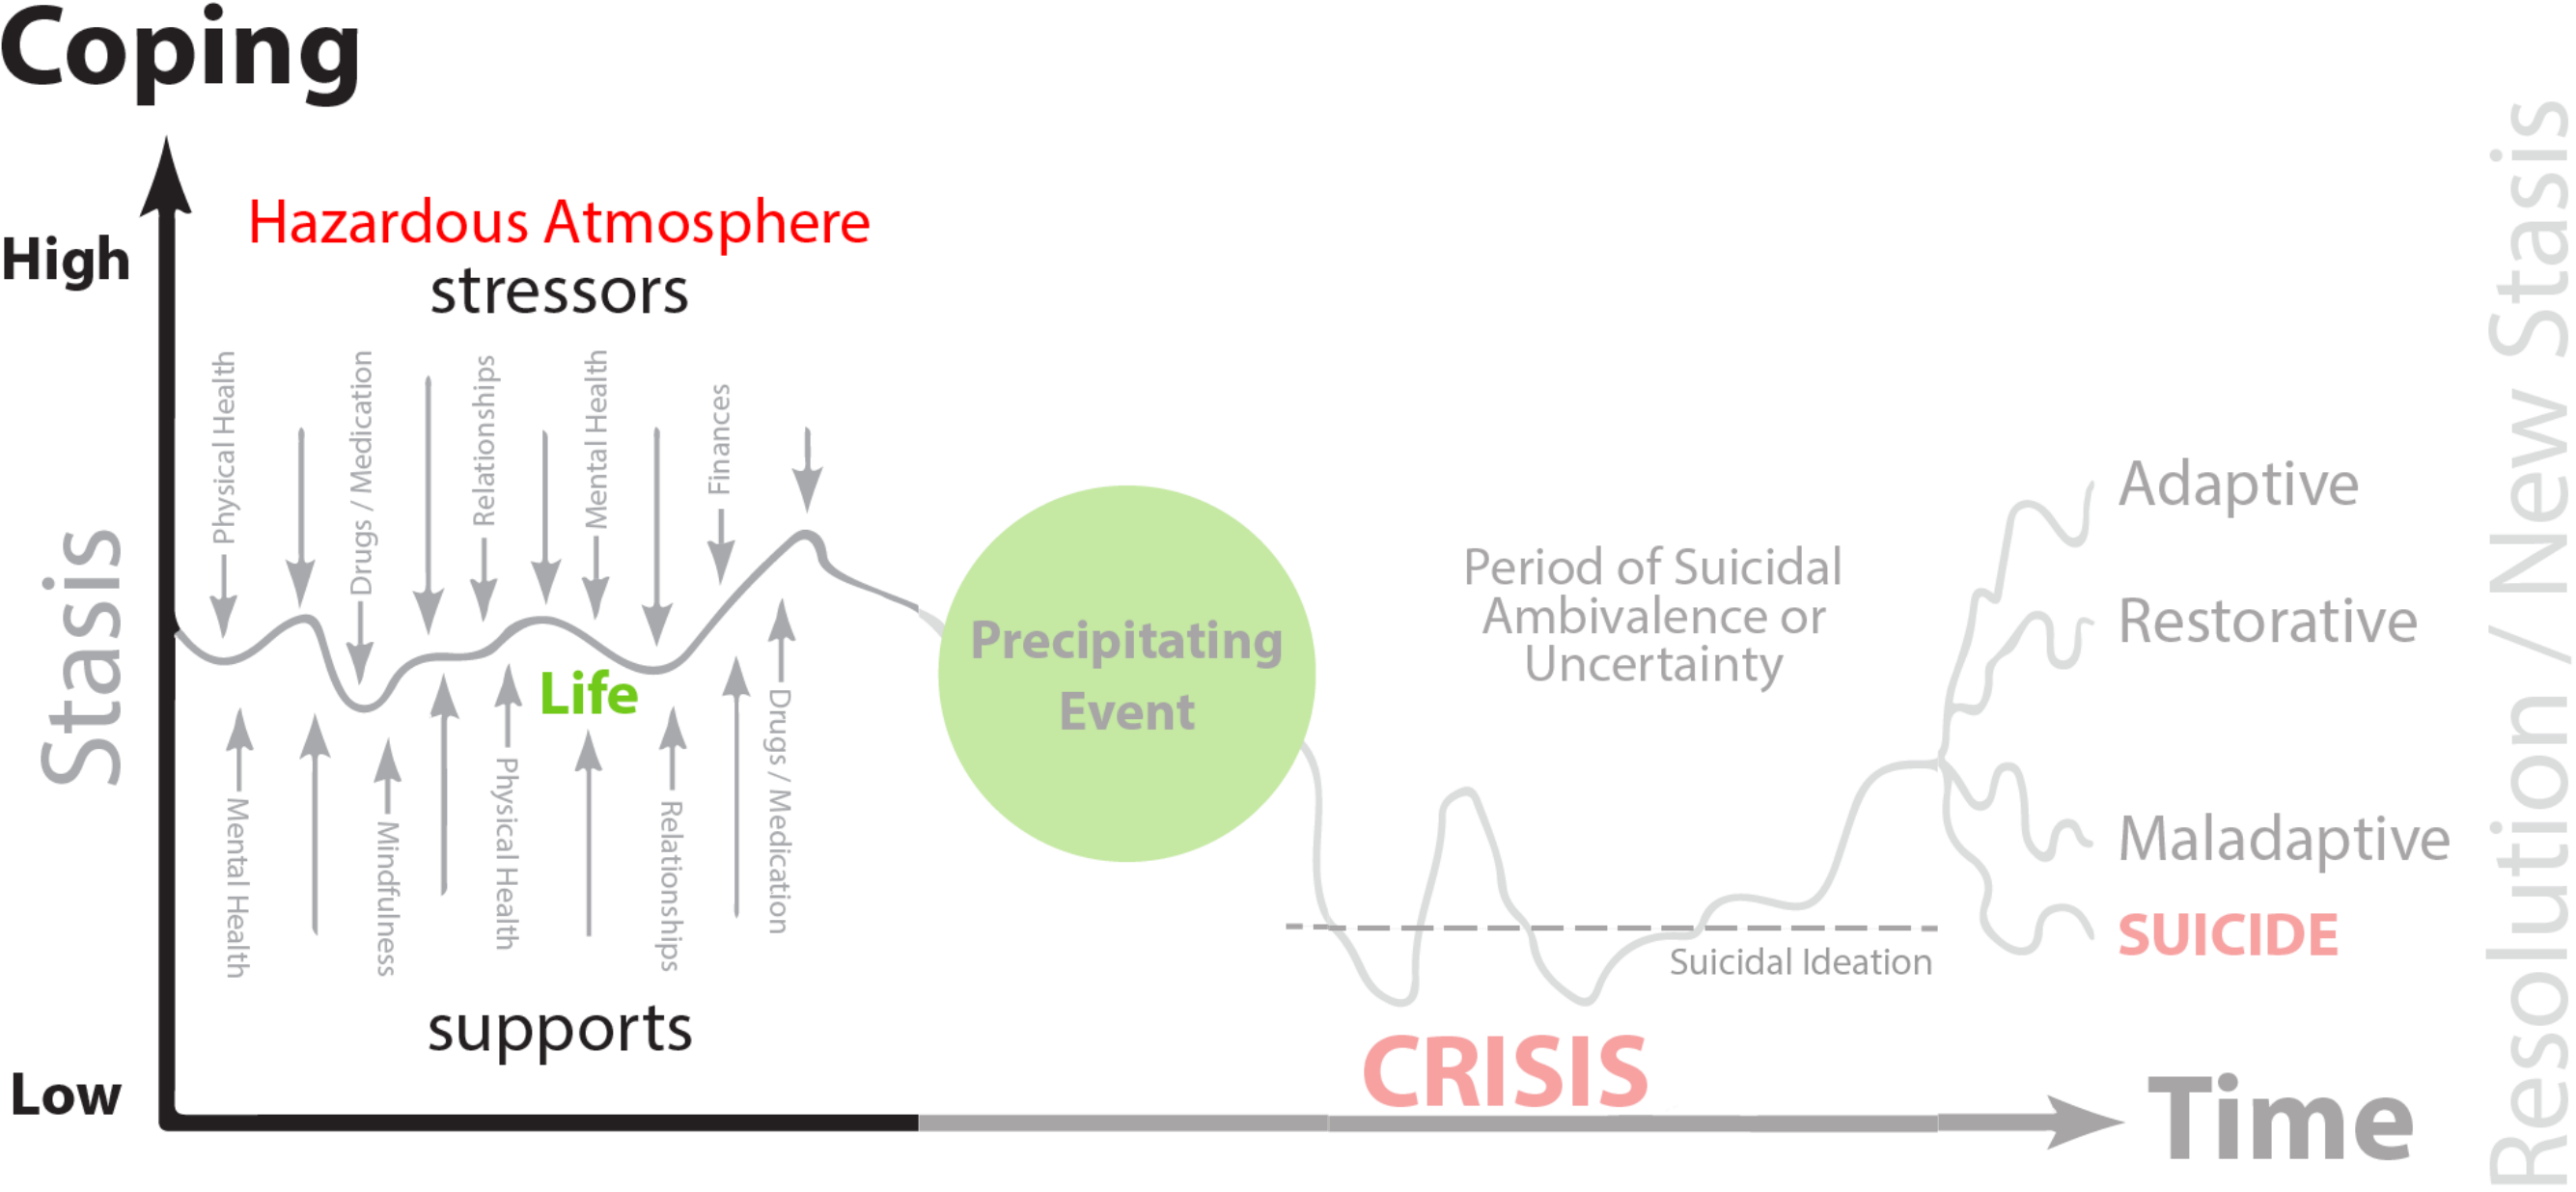 Coping
High
Hazardous Atmosphere
stressors
Physical Health
Drugs / Medication
Relationships
Mental Health
Finances
Stasis
Life
Mental Health
Mindfulness
Physical Health
Relationships
Drugs / Medication
supports
Low
Precipitating
Event
Period of Suicidal
Ambivalence or
Uncertainty
Suicidal Ideation
CRISIS
Adaptive
Restorative
Maladaptive
SUICIDE
Time
Resolution / New Stasis